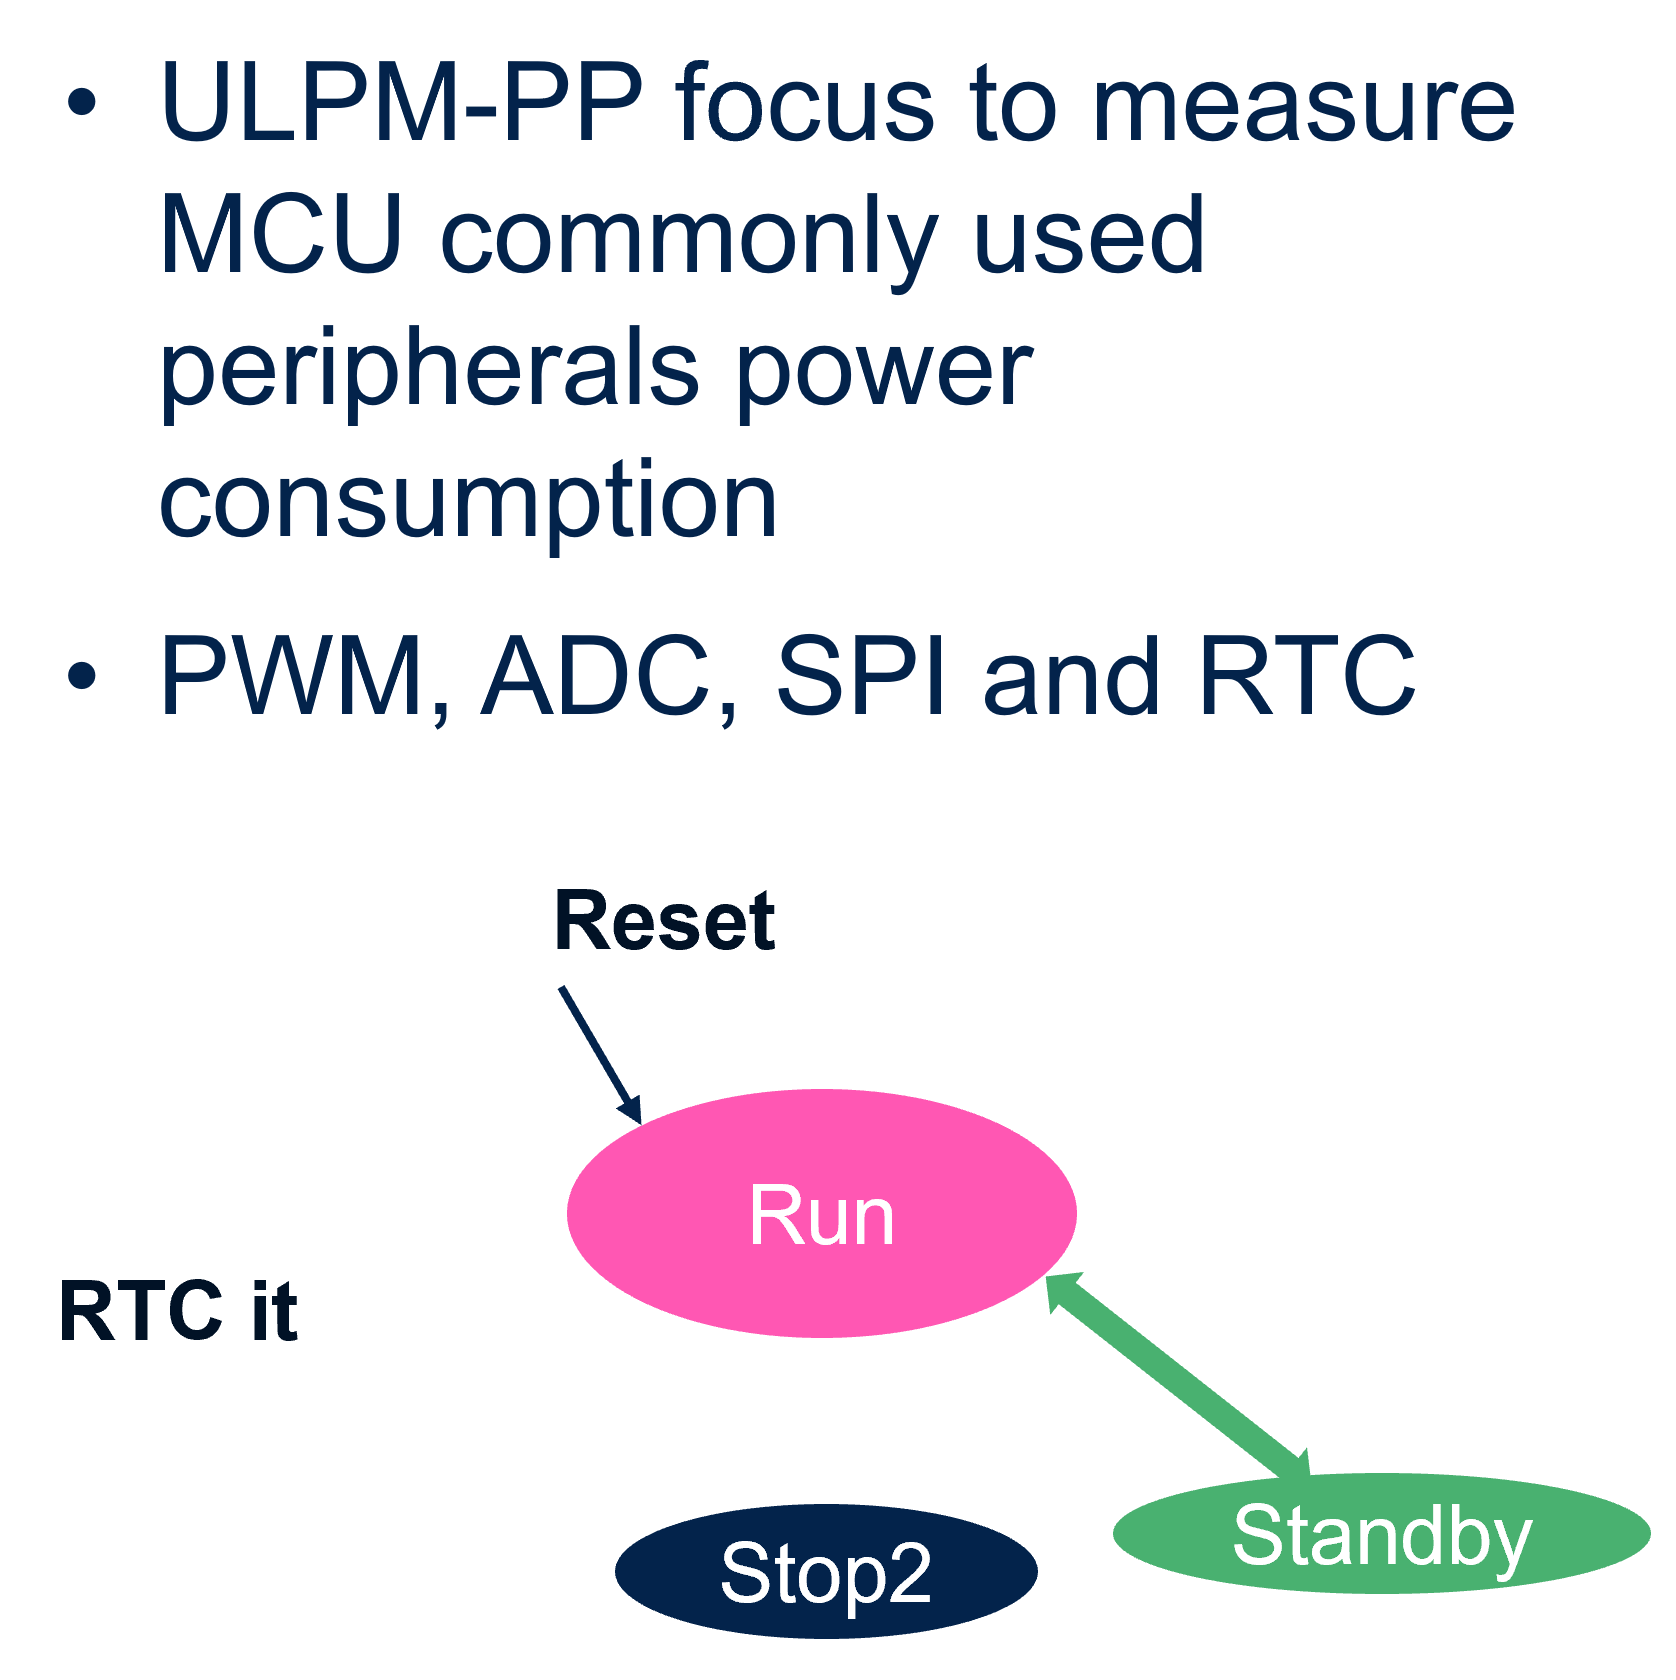 • ULPM-PP focus to measure
MCU commonly used
peripherals power
consumption
• PWM, ADC, SPI and RTC
Reset
Run
RTC it
Standby
Stop2